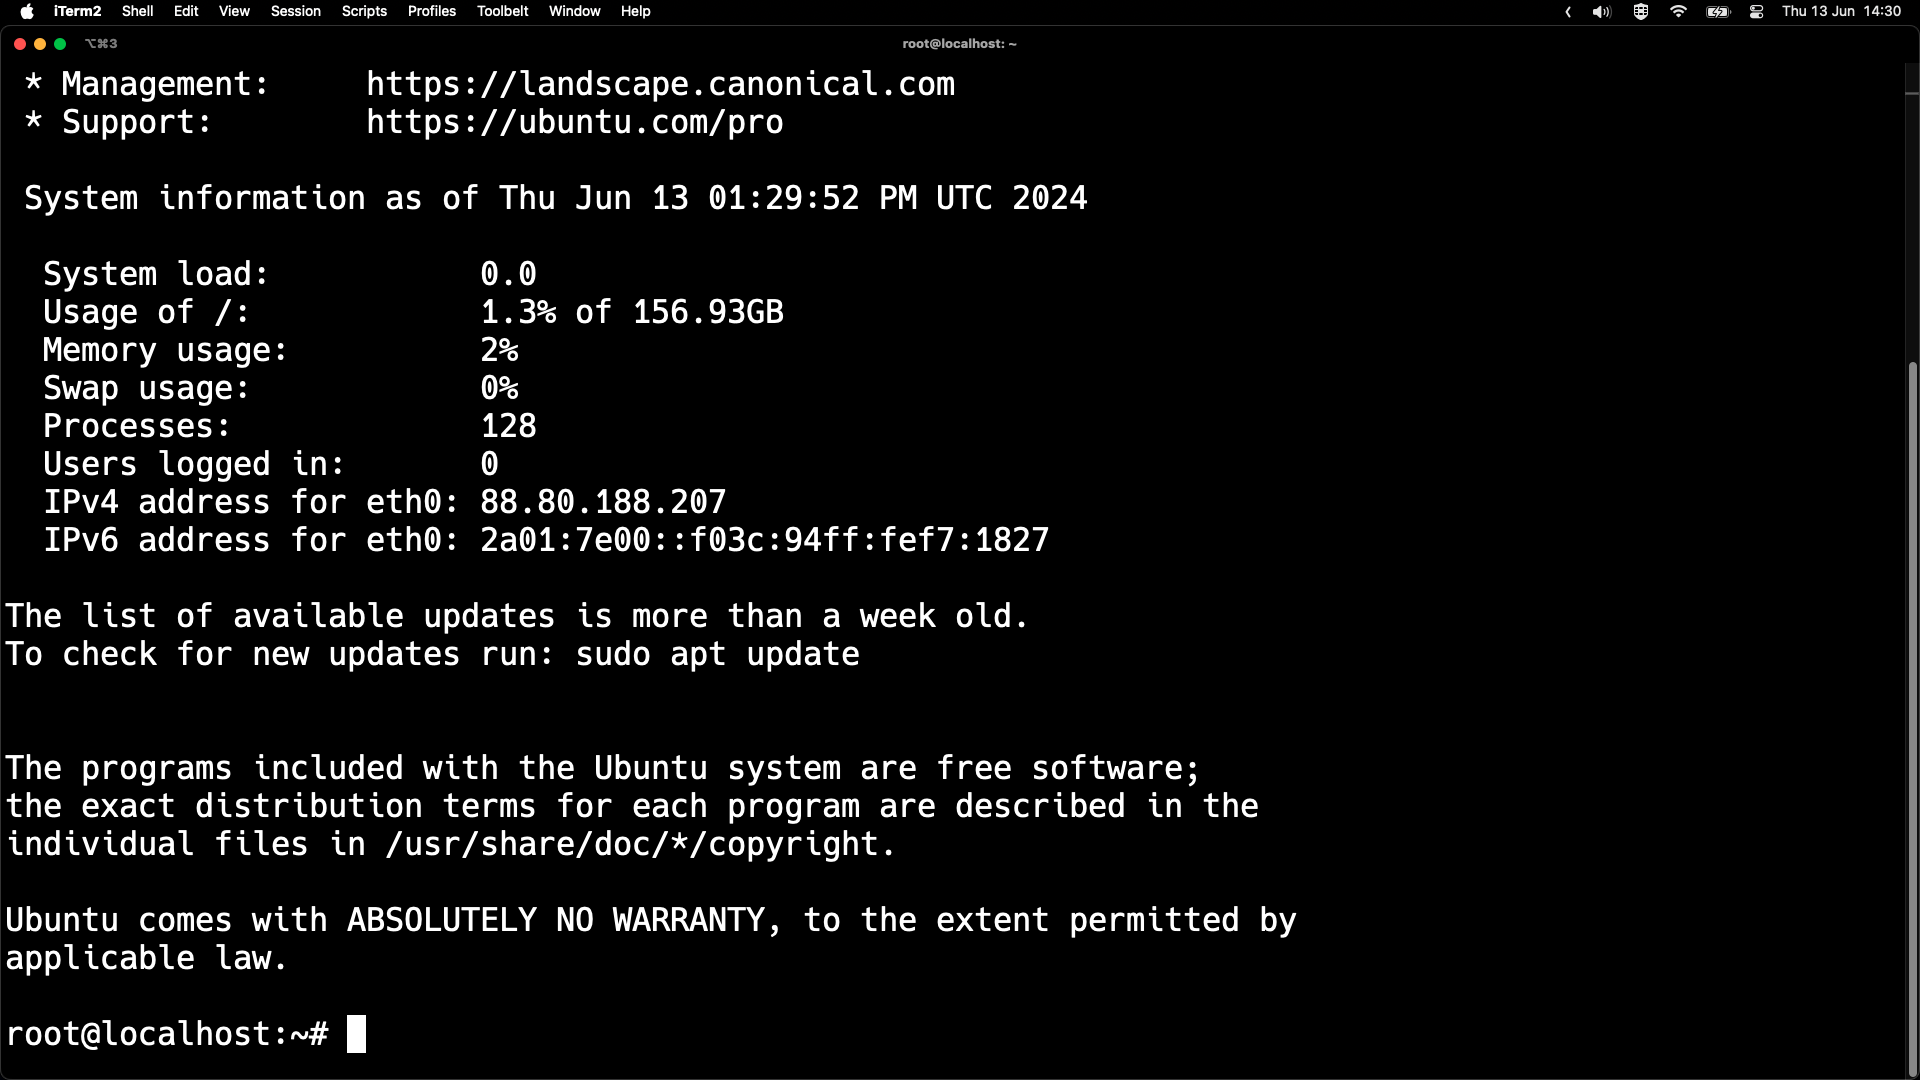 iTerm2 Shell Edit View Session Scripts Profiles Toolbelt Window Help Thu 13 Jun 14:30
⌥⌘3 root@localhost: ~
* Management: https://landscape.canonical.com
* Support: https://ubuntu.com/pro
System information as of Thu Jun 13 01:29:52 PM UTC 2024
System load: 0.0
Usage of /: 1.3% of 156.93GB
Memory usage: 2%
Swap usage: 0%
Processes: 128
Users logged in: 0
IPv4 address for eth0: 88.80.188.207
IPv6 address for eth0: 2a01:7e00::f03c:94ff:fef7:1827
The list of available updates is more than a week old.
To check for new updates run: sudo apt update
The programs included with the Ubuntu system are free software;
the exact distribution terms for each program are described in the
individual files in /usr/share/doc/*/copyright.
Ubuntu comes with ABSOLUTELY NO WARRANTY, to the extent permitted by
applicable law.
root@localhost:~#